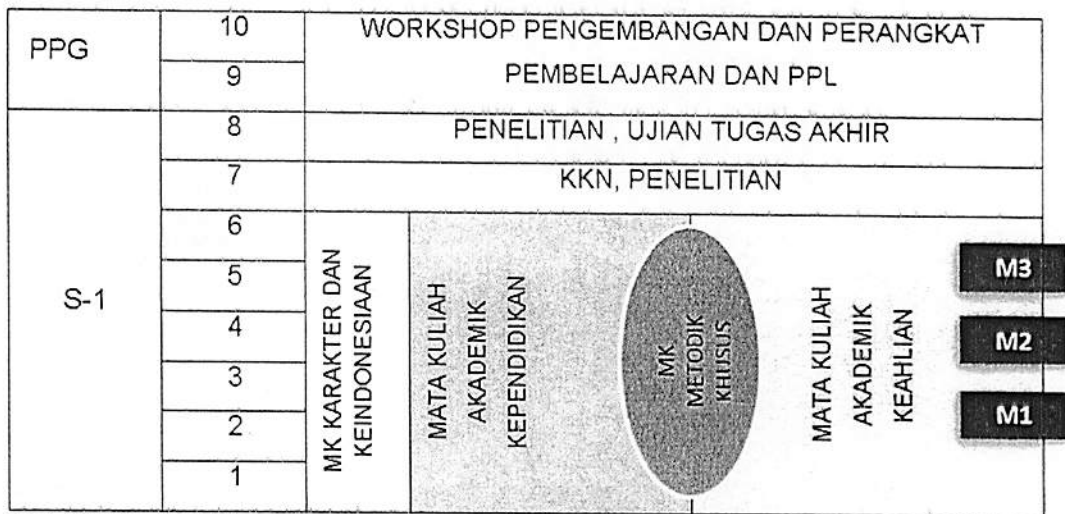 PPG
10
WORKSHOP PENGEMBANGAN DAN PERANGKAT
9
PEMBELAJARAN DAN PPL
S-1
8
PENELITIAN , UJIAN TUGAS AKHIR
7
KKN, PENELITIAN
6
5
4
3
2
1
MK KARAKTER DAN
KEINDONESIAAN
MATA KULIAH
AKADEMIK
KEPENDIDIKAN
MK
METODIK
KHUSUS
MATA KULIAH
AKADEMIK
KEAHLIAN
M3
M2
M1